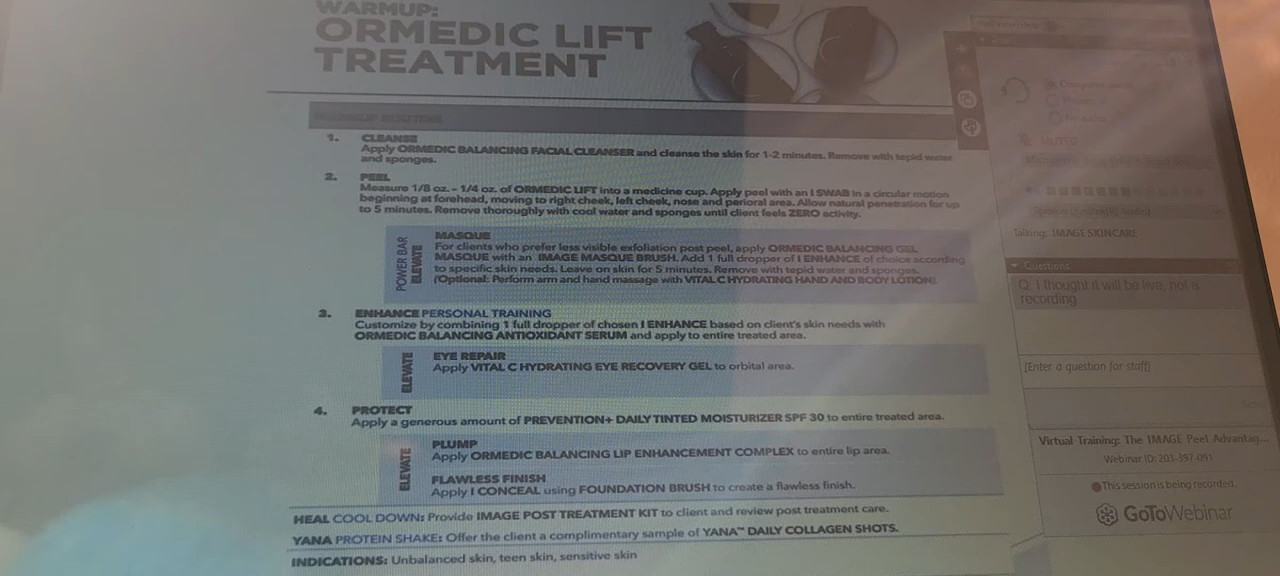 WARMUP:
ORMEDIC LIFT
TREATMENT
1. CLEANSE
Apply ORMEDIC BALANCING FACIAL CLEANSER and cleanse the skin for 1-2 minutes. Remove with tepid water
and sponges.
2. PEEL
Measure 1/8 oz. - 1/4 oz. of ORMEDIC LIFT into a medicine cup. Apply peel with an I SWAB in a circular motion
beginning at forehead, moving to right cheek, left cheek, nose and perioral area. Allow natural penetration for up
to 5 minutes. Remove thoroughly with cool water and sponges until client feels ZERO activity.
POWER BAR
ELEVATE
MASQUE
For clients who prefer less visible exfoliation post peel, apply ORMEDIC BALANCING GEL
MASQUE with an IMAGE MASQUE BRUSH. Add 1 full dropper of I ENHANCE of choice according
to specific skin needs. Leave on skin for 5 minutes. Remove with tepid water and sponges.
(Optional: Perform arm and hand massage with VITAL C HYDRATING HAND AND BODY LOTION).
3. ENHANCE PERSONAL TRAINING
Customize by combining 1 full dropper of chosen I ENHANCE based on client's skin needs with
ORMEDIC BALANCING ANTIOXIDANT SERUM and apply to entire treated area.
ELEVATE
EYE REPAIR
Apply VITAL C HYDRATING EYE RECOVERY GEL to orbital area.
4. PROTECT
Apply a generous amount of PREVENTION+ DAILY TINTED MOISTURIZER SPF 30 to entire treated area.
ELEVATE
PLUMP
Apply ORMEDIC BALANCING LIP ENHANCEMENT COMPLEX to entire lip area.
FLAWLESS FINISH
Apply I CONCEAL using FOUNDATION BRUSH to create a flawless finish.
HEAL COOL DOWN: Provide IMAGE POST TREATMENT KIT to client and review post treatment care.
YANA PROTEIN SHAKE: Offer the client a complimentary sample of YANA™ DAILY COLLAGEN SHOTS.
INDICATIONS: Unbalanced skin, teen skin, sensitive skin
Computer audio
Phone call
No audio
MUTED
Talking: IMAGE SKINCARE
Questions
Q: I thought it will be live, not a
recording
[Enter a question for staff]
Send
Virtual Training: The IMAGE Peel Advantag...
Webinar ID: 203-397-091
This session is being recorded.
GoToWebinar